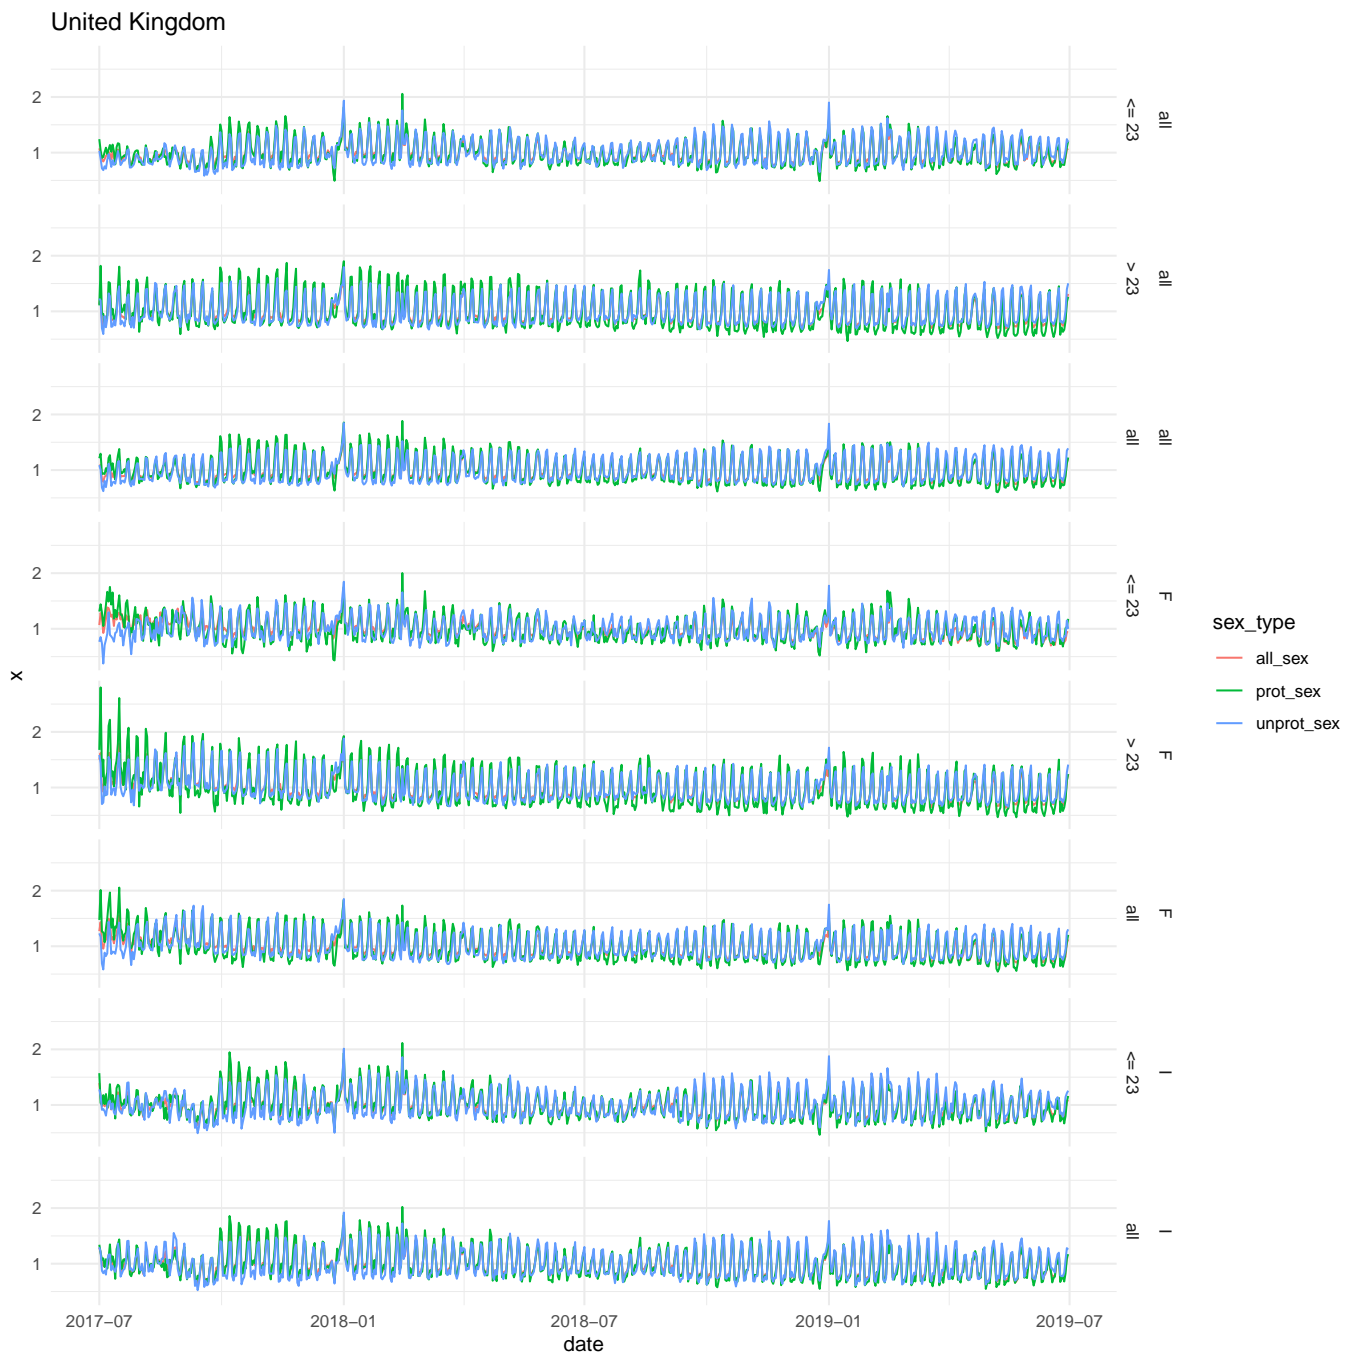 United Kingdom
2
1
<= 23
all
2
1
> 23
all
2
1
all
all
2
1
<= 23
F
2
1
> 23
F
2
1
all
F
2
1
<= 23
I
2
1
all
I
x
2017−07
2018−01
2018−07
2019−01
2019−07
date
sex_type
all_sex
prot_sex
unprot_sex